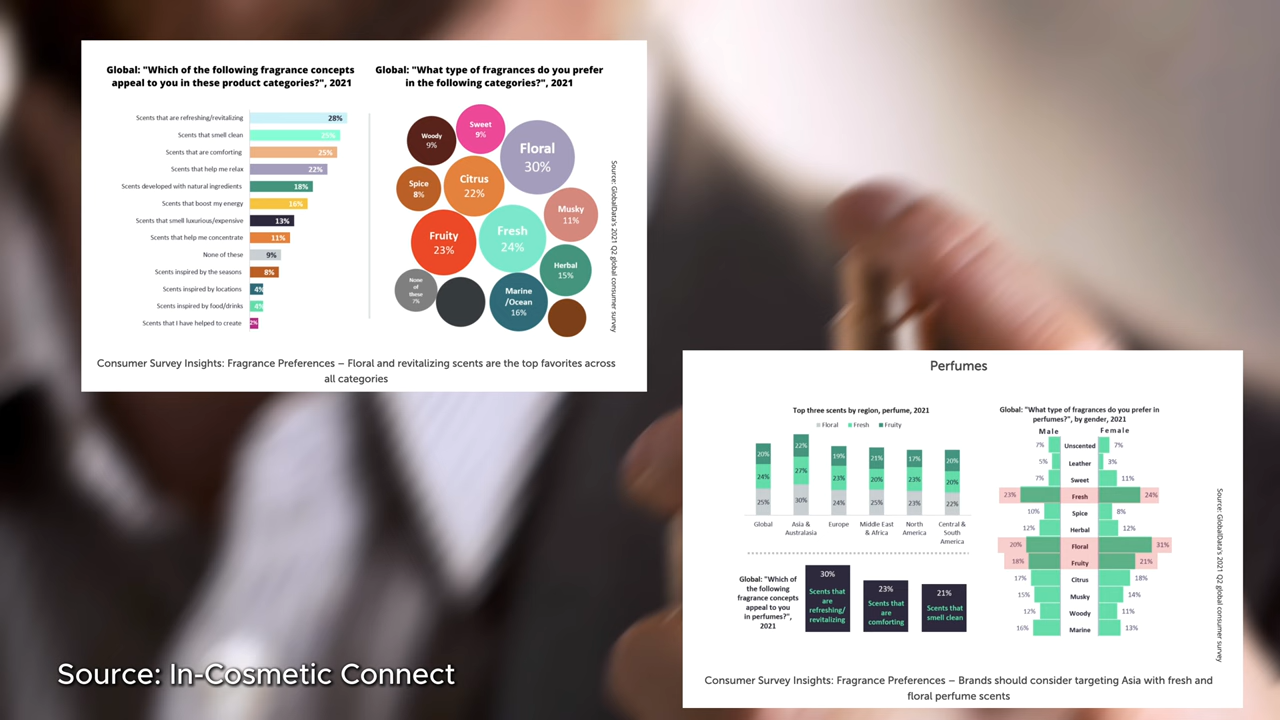 Global: "Which of the following fragrance concepts
appeal to you in these product categories?", 2021
Scents that are refreshing/revitalizing 28%
Scents that smell clean 25%
Scents that are comforting 25%
Scents that help me relax 22%
Scents developed with natural ingredients 18%
Scents that boost my energy 16%
Scents that smell luxurious/expensive 13%
Scents that help me concentrate 11%
None of these 9%
Scents inspired by the seasons 8%
Scents inspired by locations 4%
Scents inspired by food/drinks 4%
Scents that I have helped to create 2%
Global: "What type of fragrances do you prefer
in the following categories?", 2021
Woody
9%
Sweet
9%
Floral
30%
Spice
8%
Citrus
22%
Musky
11%
Fruity
23%
Fresh
24%
Herbal
15%
None
of
these
7%
Marine
/Ocean
16%
Source: GlobalData's 2021 Q2 global consumer survey
Consumer Survey Insights: Fragrance Preferences – Floral and revitalizing scents are the top favorites across
all categories
Perfumes
Top three scents by region, perfume, 2021
Floral Fresh Fruity
20% 22% 19% 21% 17% 20%
24% 27% 23% 20% 23% 20%
25% 30% 24% 25% 23% 22%
Global
Asia &
Australasia
Europe
Middle East
& Africa
North
America
Central &
South
America
Global: "Which of
the following
fragrance concepts
appeal to you
in perfumes?",
2021
30%
Scents that
are
refreshing/
revitalizing
23%
Scents that
are
comforting
21%
Scents that
smell clean
Global: "What type of fragrances do you prefer in
perfumes?", by gender, 2021
Male Female
7% Unscented 7%
5% Leather 3%
7% Sweet 11%
23% Fresh 24%
10% Spice 8%
12% Herbal 12%
20% Floral 31%
18% Fruity 21%
17% Citrus 18%
15% Musky 14%
12% Woody 11%
16% Marine 13%
Source: GlobalData's 2021 Q2 global consumer survey
Consumer Survey Insights: Fragrance Preferences – Brands should consider targeting Asia with fresh and
floral perfume scents
Source: In-Cosmetic Connect